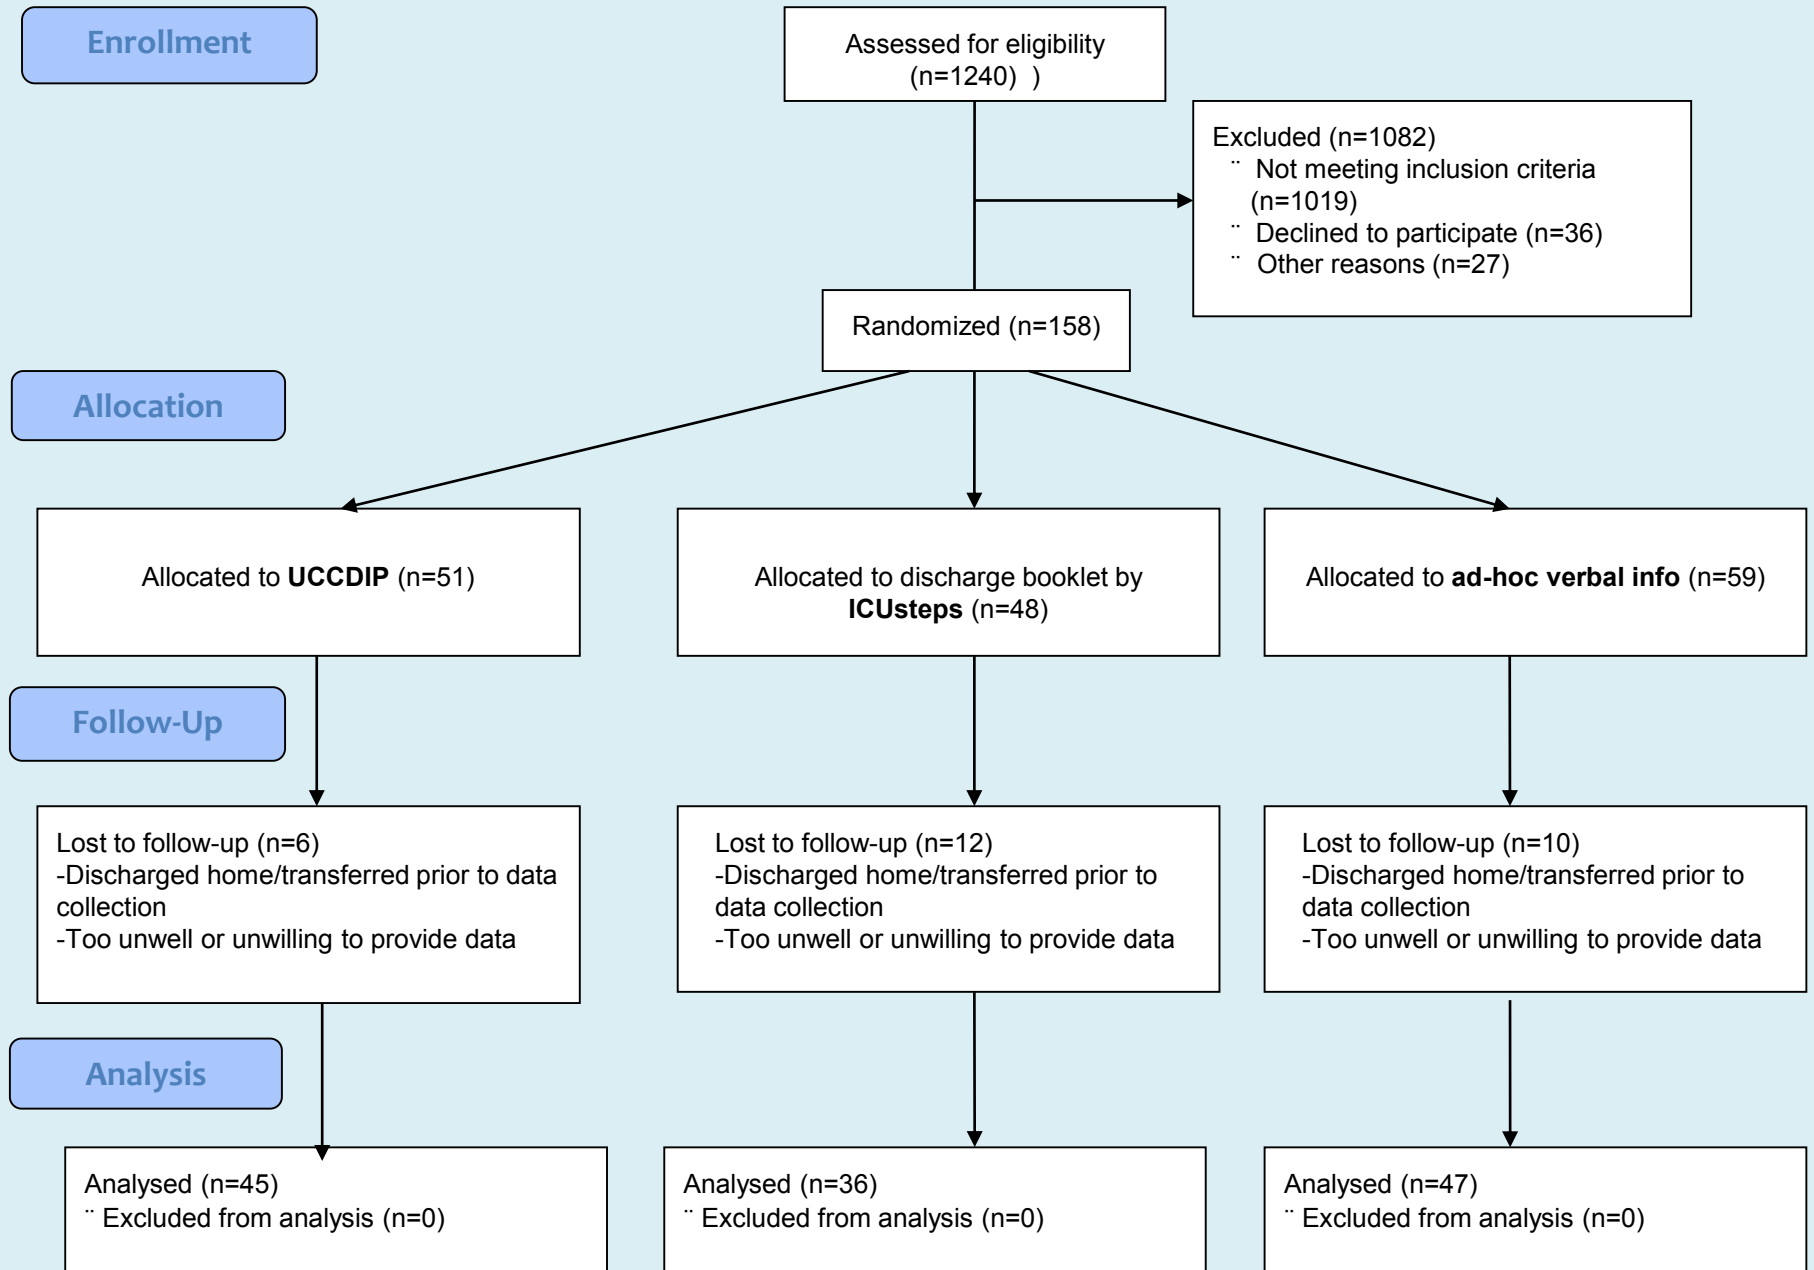 Enrollment
Assessed for eligibility
(n=1240) )
Excluded (n=1082)
¨ Not meeting inclusion criteria
(n=1019)
¨ Declined to participate (n=36)
¨ Other reasons (n=27)
Randomized (n=158)
Allocation
Allocated to UCCDIP (n=51)
Allocated to discharge booklet by
ICUsteps (n=48)
Allocated to ad-hoc verbal info (n=59)
Follow-Up
Lost to follow-up (n=6)
-Discharged home/transferred prior to data
collection
-Too unwell or unwilling to provide data
Lost to follow-up (n=12)
-Discharged home/transferred prior to
data collection
-Too unwell or unwilling to provide data
Lost to follow-up (n=10)
-Discharged home/transferred prior to
data collection
-Too unwell or unwilling to provide data
Analysis
Analysed (n=45)
¨ Excluded from analysis (n=0)
Analysed (n=36)
¨ Excluded from analysis (n=0)
Analysed (n=47)
¨ Excluded from analysis (n=0)